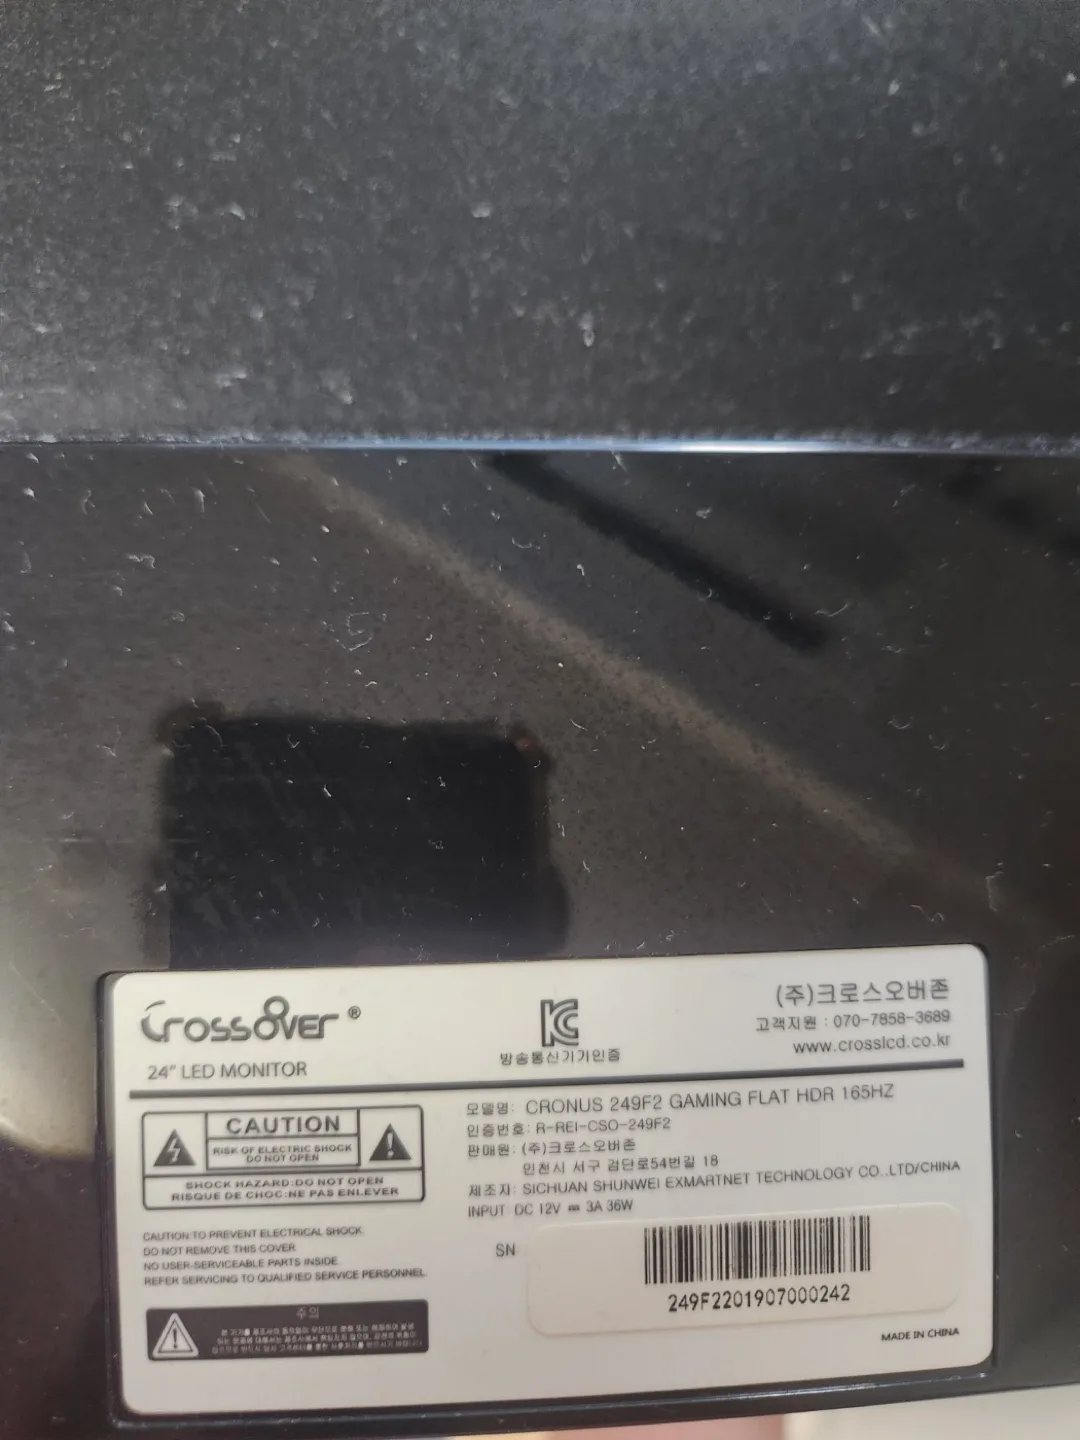 CrossOver®
24" LED MONITOR
KC
방송통신기기인증
(주)크로스오버존
고객지원 : 070-7858-3689
www.crosslcd.co.kr
CAUTION
RISK OF ELECTRIC SHOCK
DO NOT OPEN
SHOCK HAZARD:DO NOT OPEN
RISQUE DE CHOC:NE PAS ENLEVER
CAUTION:TO PREVENT ELECTRICAL SHOCK.
DO NOT REMOVE THIS COVER
NO USER-SERVICEABLE PARTS INSIDE.
REFER SERVICING TO QUALIFIED SERVICE PERSONNEL.
주의
모델명: CRONUS 249F2 GAMING FLAT HDR 165HZ
인증번호: R-REI-CSO-249F2
판매원: (주)크로스오버존
인천시 서구 검단로54번길 18
제조자: SICHUAN SHUNWEI EXMARTNET TECHNOLOGY CO.,LTD/CHINA
INPUT: DC 12V ⎓ 3A 36W
SN
249F2201907000242
MADE IN CHINA